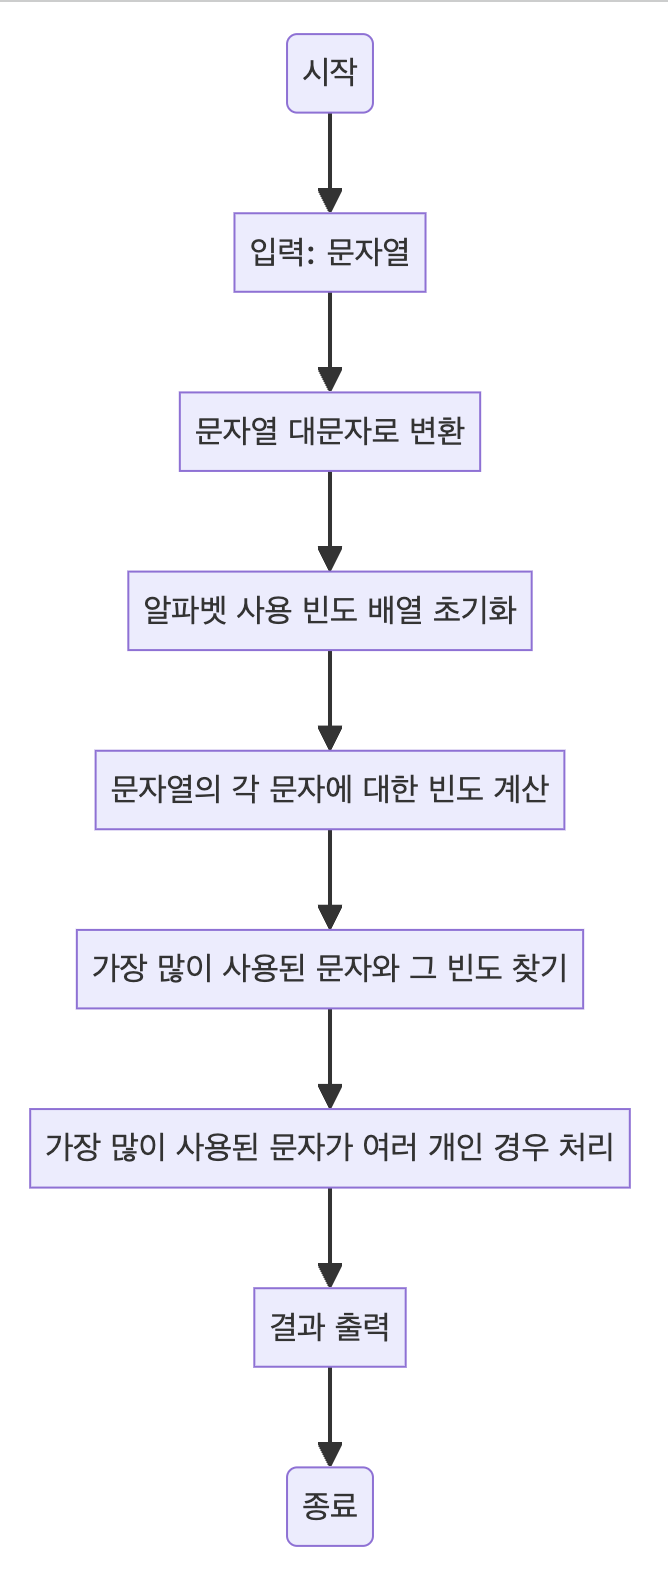 시작
입력: 문자열
문자열 대문자로 변환
알파벳 사용 빈도 배열 초기화
문자열의 각 문자에 대한 빈도 계산
가장 많이 사용된 문자와 그 빈도 찾기
가장 많이 사용된 문자가 여러 개인 경우 처리
결과 출력
종료